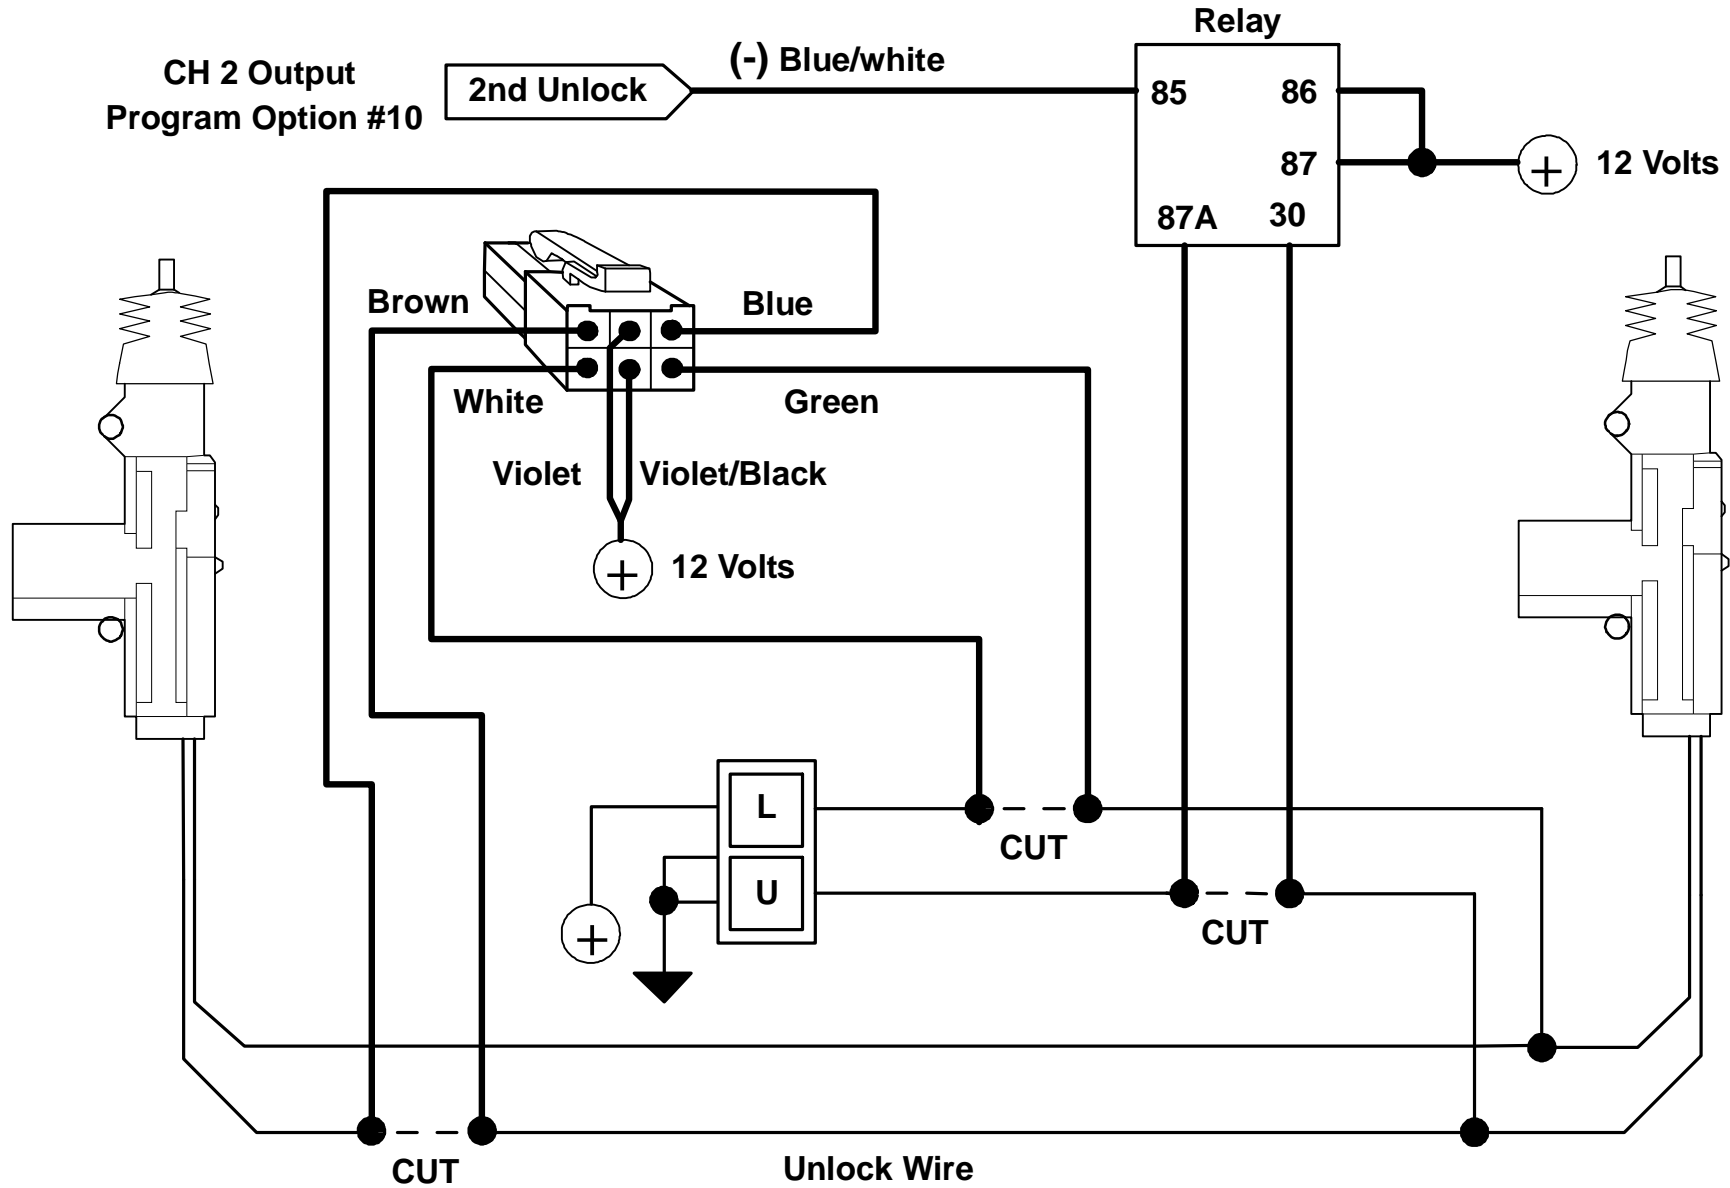 Relay
CH 2 Output
Program Option #10
2nd Unlock
(-) Blue/white
85
86
87
87A
30
+
12 Volts
Brown
Blue
White
Green
Violet
Violet/Black
+
12 Volts
L
CUT
U
+
CUT
CUT
Unlock Wire